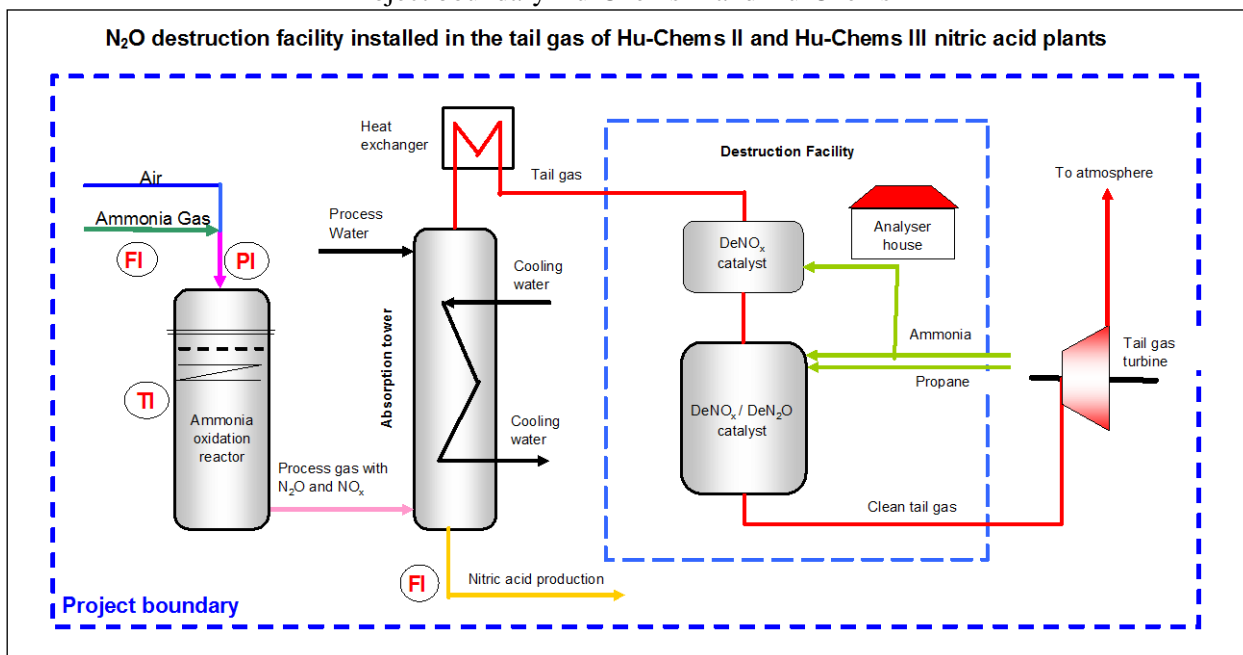 N₂O destruction facility installed in the tail gas of Hu-Chems II and Hu-Chems III nitric acid plants
Heat
exchanger
Tail gas
Destruction Facility
To atmosphere
Air
Ammonia Gas
FI
PI
Process
Water
Cooling
water
DeNOₓ
catalyst
Analyser
house
Absorption tower
Ammonia
Propane
Tail gas
turbine
TI
Ammonia
oxidation
reactor
Cooling
water
DeNOₓ / DeN₂O
catalyst
Process gas with
N₂O and NOₓ
Clean tail gas
FI
Nitric acid production
Project boundary